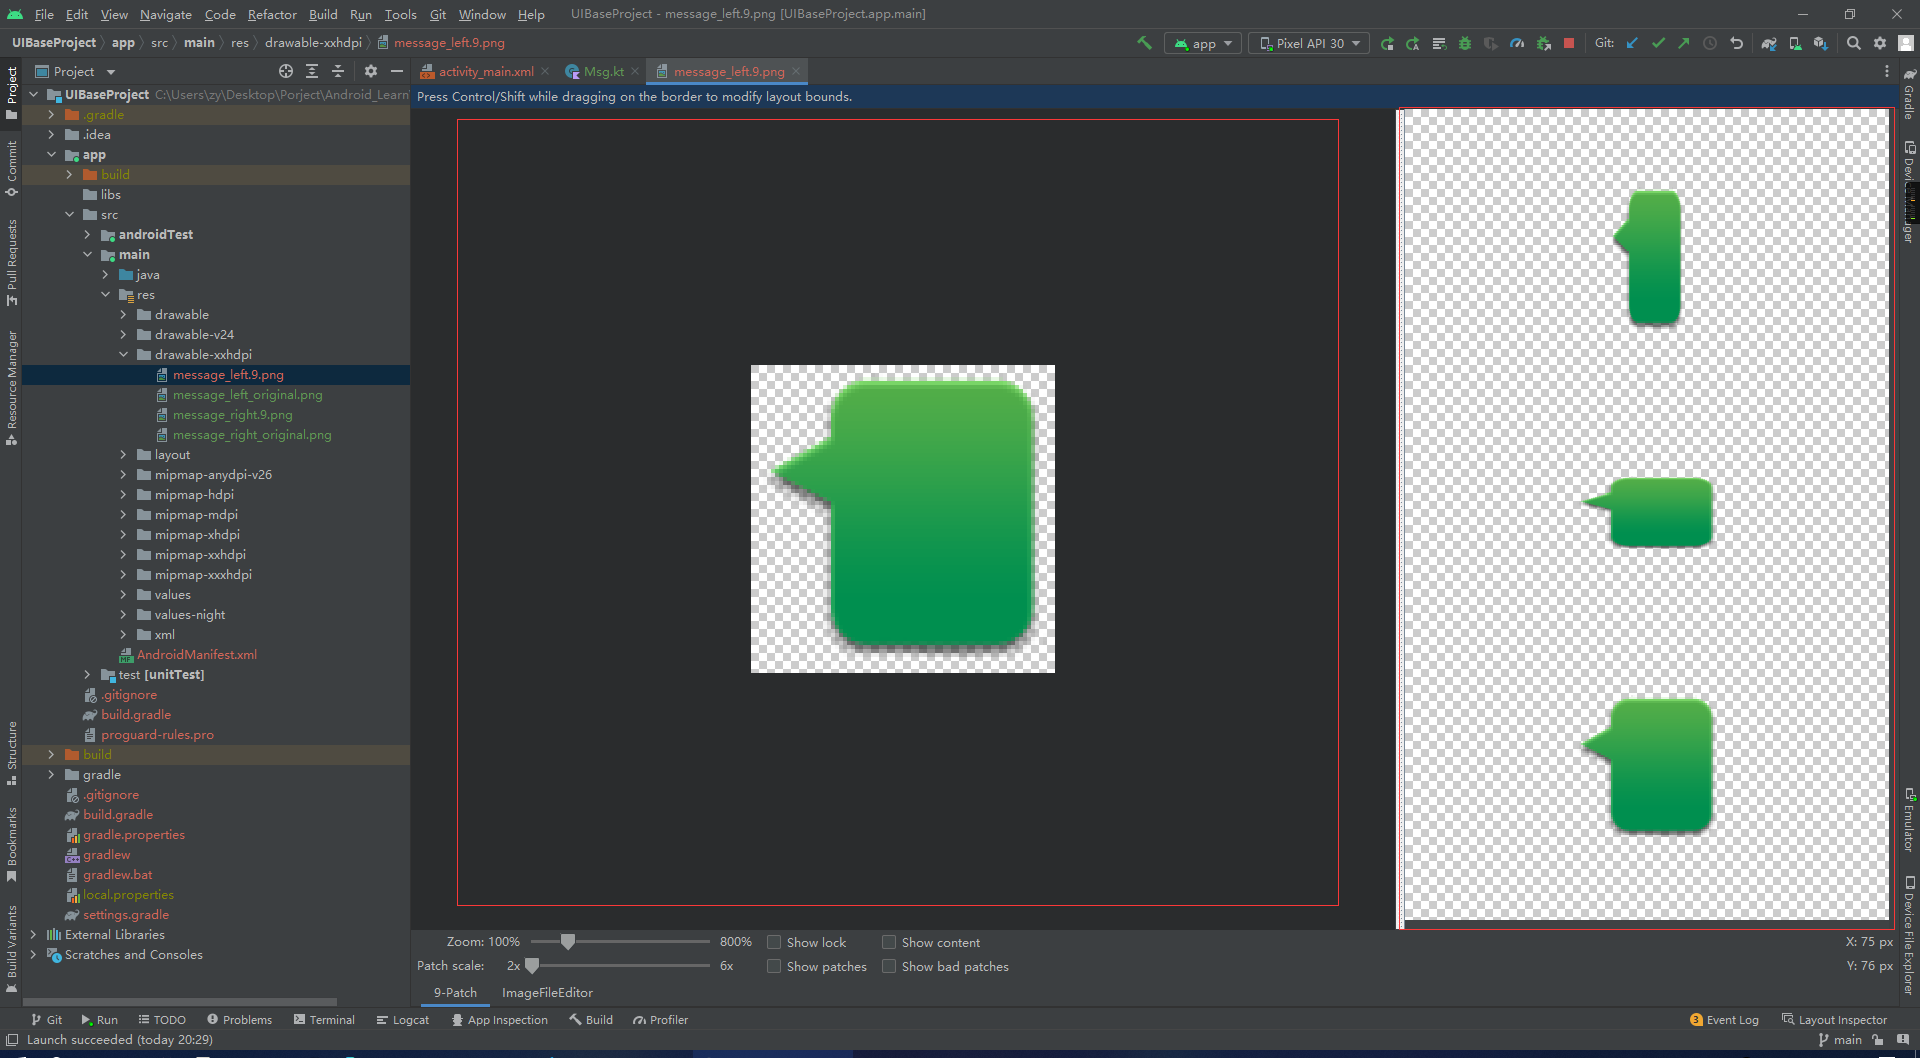 File Edit View Navigate Code Refactor Build Run Tools Git Window Help UIBaseProject - message_left.9.png [UIBaseProject.app.main]
UIBaseProject app src main res drawable-xxhdpi message_left.9.png app Pixel API 30 Git:
Project
activity_main.xml Msg.kt message_left.9.png
UIBaseProject C:\Users\zy\Desktop\Porject\Android_Learn
Press Control/Shift while dragging on the border to modify layout bounds.
.gradle
.idea
app
build
libs
src
androidTest
main
java
res
drawable
drawable-v24
drawable-xxhdpi
message_left.9.png
message_left_original.png
message_right.9.png
message_right_original.png
layout
mipmap-anydpi-v26
mipmap-hdpi
mipmap-mdpi
mipmap-xhdpi
mipmap-xxhdpi
mipmap-xxxhdpi
values
values-night
xml
AndroidManifest.xml
test [unitTest]
.gitignore
build.gradle
proguard-rules.pro
build
gradle
.gitignore
build.gradle
gradle.properties
gradlew
gradlew.bat
local.properties
settings.gradle
External Libraries
Scratches and Consoles
Project
Commit
Pull Requests
Resource Manager
Structure
Bookmarks
Build Variants
Gradle
Emulator
Device File Explorer
Zoom: 100% 800% Show lock Show content X: 75 px
Patch scale: 2x 6x Show patches Show bad patches Y: 76 px
9-Patch ImageFileEditor
Git Run TODO Problems Terminal Logcat App Inspection Build Profiler 3 Event Log Layout Inspector
Launch succeeded (today 20:29) main